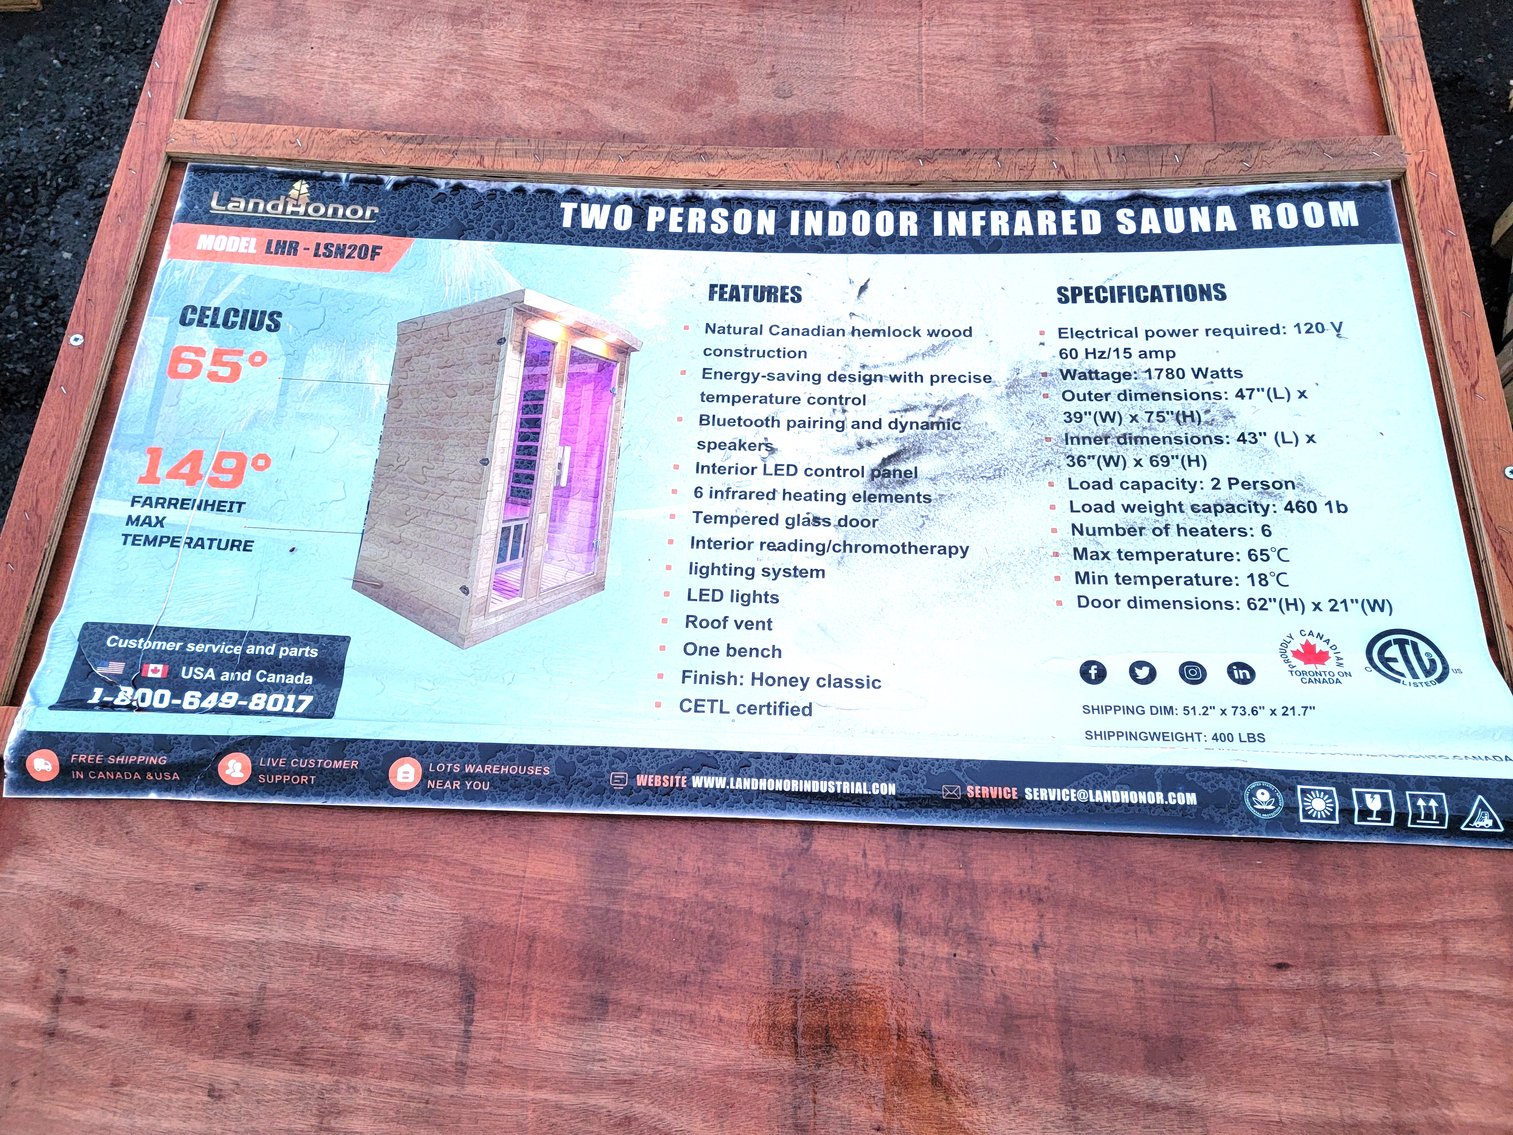 LandHonor
TWO PERSON INDOOR INFRARED SAUNA ROOM
MODEL LHR - LSN20F
CELCIUS
65°
149°
FARRENHEIT
MAX
TEMPERATURE
Customer service and parts
USA and Canada
1-800-649-8017
FEATURES
Natural Canadian hemlock wood
construction
Energy-saving design with precise
temperature control
Bluetooth pairing and dynamic
speakers
Interior LED control panel
6 infrared heating elements
Tempered glass door
Interior reading/chromotherapy
lighting system
LED lights
Roof vent
One bench
Finish: Honey classic
CETL certified
SPECIFICATIONS
Electrical power required: 120 V
60 Hz/15 amp
Wattage: 1780 Watts
Outer dimensions: 47"(L) x
39"(W) x 75"(H)
Inner dimensions: 43" (L) x
36"(W) x 69"(H)
Load capacity: 2 Person
Load weight capacity: 460 1b
Number of heaters: 6
Max temperature: 65℃
Min temperature: 18℃
Door dimensions: 62"(H) x 21"(W)
PROUDLY CANADIAN
TORONTO ON
CANADA
C ETL US
LISTED
SHIPPING DIM: 51.2" x 73.6" x 21.7"
SHIPPINGWEIGHT: 400 LBS
FREE SHIPPING
IN CANADA &USA
LIVE CUSTOMER
SUPPORT
LOTS WAREHOUSES
NEAR YOU
WEBSITE WWW.LANDHONORINDUSTRIAL.CON
SERVICE SERVICE@LANDHONOR.COM